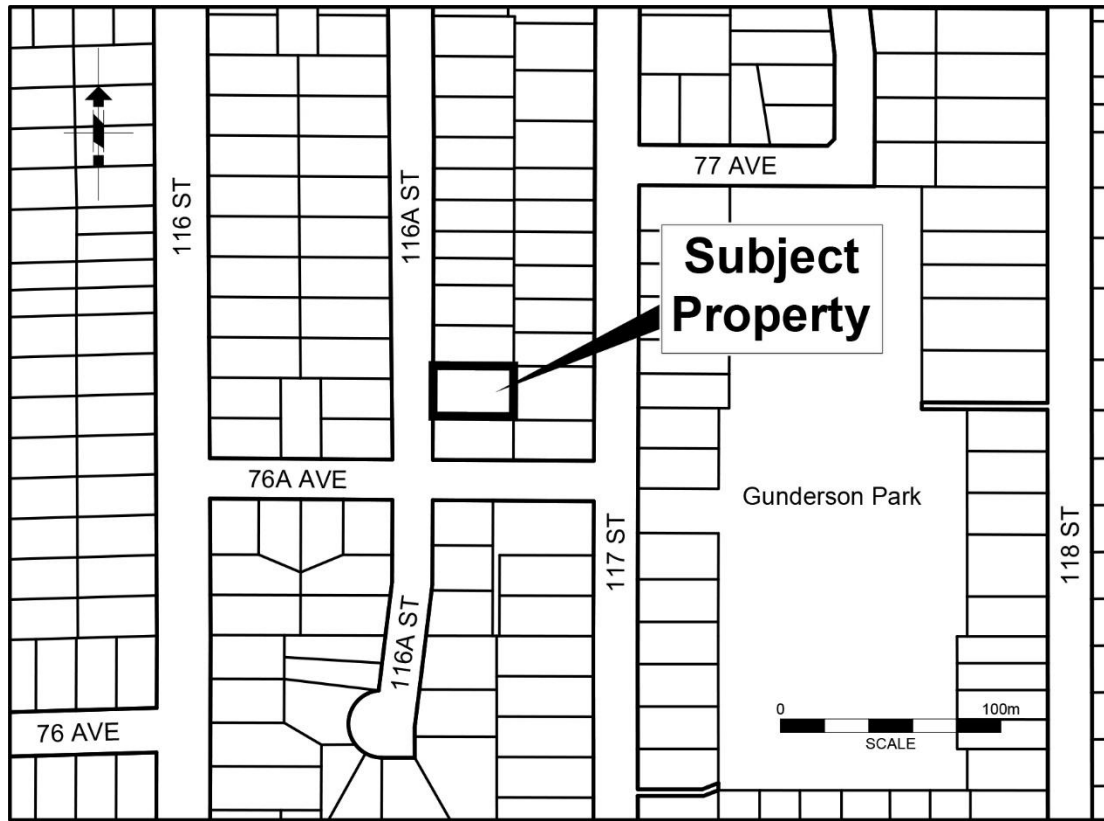 116 ST
116A ST
77 AVE
Subject
Property
76A AVE
Gunderson Park
117 ST
118 ST
116A ST
76 AVE
0 100m
SCALE